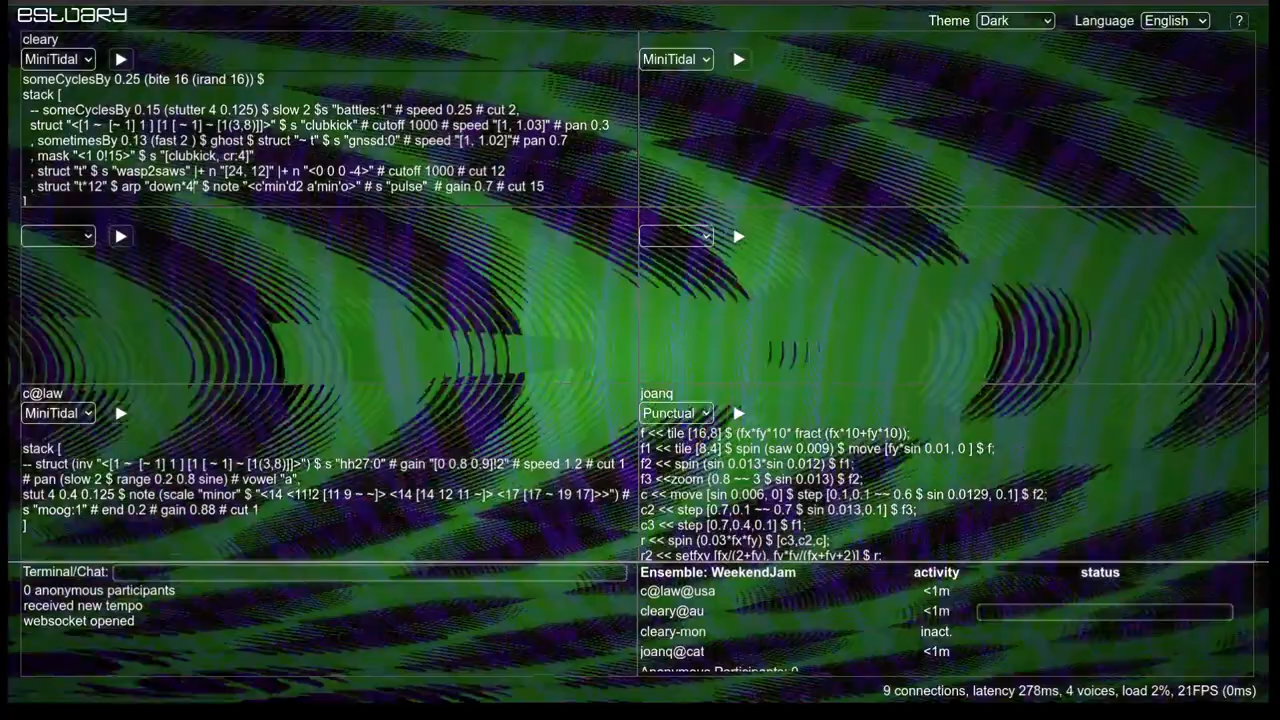 estuary
Theme Dark Language English ?
cleary
MiniTidal
someCyclesBy 0.25 (bite 16 (irand 16)) $
stack [
-- someCyclesBy 0.15 (stutter 4 0.125) $ slow 2 $s "battles:1" # speed 0.25 # cut 2,
struct "<[1 ~ [~ 1] 1 ] [1 [ ~ 1] ~ [1(3,8)]]>" $ s "clubkick" # cutoff 1000 # speed "[1, 1.03]" # pan 0.3
, sometimesBy 0.13 (fast 2 ) $ ghost $ struct "~ t" $ s "gnssd:0" # speed "[1, 1.02]"# pan 0.7
, mask "<1 0!15>" $ s "[clubkick, cr:4]"
, struct "t" $ s "wasp2saws" |+ n "[24, 12]" |+ n "<0 0 0 -4>" # cutoff 1000 # cut 12
, struct "t*12" $ arp "down*4" $ note "<c'min'd2 a'min'o>" # s "pulse" # gain 0.7 # cut 15
]
MiniTidal
c@law
MiniTidal
stack [
-- struct (inv "<[1 ~ [~ 1] 1 ] [1 [ ~ 1] ~ [1(3,8)]]>") $ s "hh27:0" # gain "[0 0.8 0.9]!2" # speed 1.2 # cut 1
# pan (slow 2 $ range 0.2 0.8 sine) # vowel "a",
stut 4 0.4 0.125 $ note (scale "minor" $ "<14 <11!2 [11 9 ~ ~]> <14 [14 12 11 ~]> <17 [17 ~ 19 17]>>") #
s "moog:1" # end 0.2 # gain 0.88 # cut 1
]
joanq
Punctual
f << tile [16,8] $ (fx*fy*10* fract (fx*10+fy*10));
f1 << tile [8,4] $ spin (saw 0.009) $ move [fy*sin 0.01, 0 ] $ f;
f2 << spin (sin 0.013*sin 0.012) $ f1;
f3 <<zoom (0.8 ~~ 3 $ sin 0.013) $ f2;
c << move [sin 0.006, 0] $ step [0.1,0.1 ~~ 0.6 $ sin 0.0129, 0.1] $ f2;
c2 << step [0.7,0.1 ~~ 0.7 $ sin 0.013,0.1] $ f3;
c3 << step [0.7,0.4,0.1] $ f1;
r << spin (0.03*fx*fy) $ [c3,c2,c];
r2 << setfxy [fx/(2+fy), fy*fy/(fx+fy+2)] $ r;
Terminal/Chat:
0 anonymous participants
received new tempo
websocket opened
Ensemble: WeekendJam activity status
c@law@usa <1m
cleary@au <1m
cleary-mon inact.
joanq@cat <1m
Anonymous Participants: 0
9 connections, latency 278ms, 4 voices, load 2%, 21FPS (0ms)